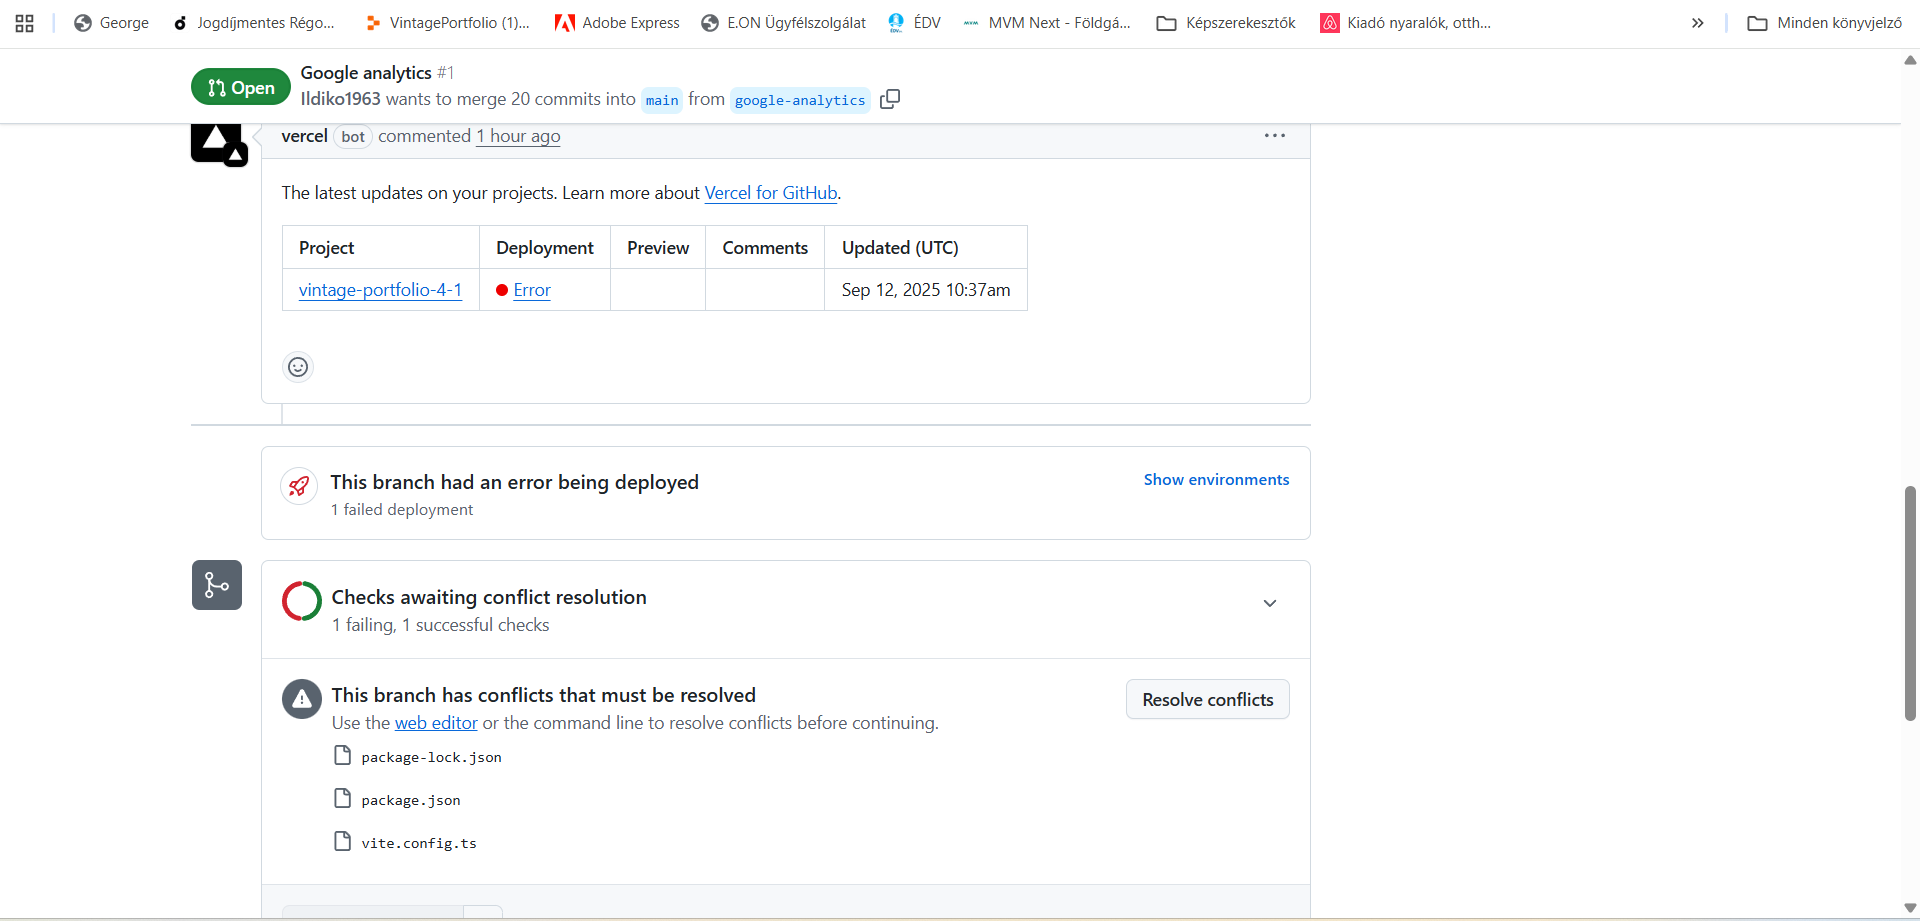 George
Jogdíjmentes Régo...
VintagePortfolio (1)...
Adobe Express
E.ON Ügyfélszolgálat
ÉDV
MVM Next - Földgá...
Képszerekesztők
Kiadó nyaralók, otth...
»
Minden könyvjelző
Open
Google analytics #1
Ildiko1963 wants to merge 20 commits into main from google-analytics
vercel bot commented 1 hour ago
The latest updates on your projects. Learn more about Vercel for GitHub.
Project Deployment Preview Comments Updated (UTC)
vintage-portfolio-4-1 Error Sep 12, 2025 10:37am
This branch had an error being deployed
Show environments
1 failed deployment
Checks awaiting conflict resolution
1 failing, 1 successful checks
This branch has conflicts that must be resolved
Resolve conflicts
Use the web editor or the command line to resolve conflicts before continuing.
package-lock.json
package.json
vite.config.ts